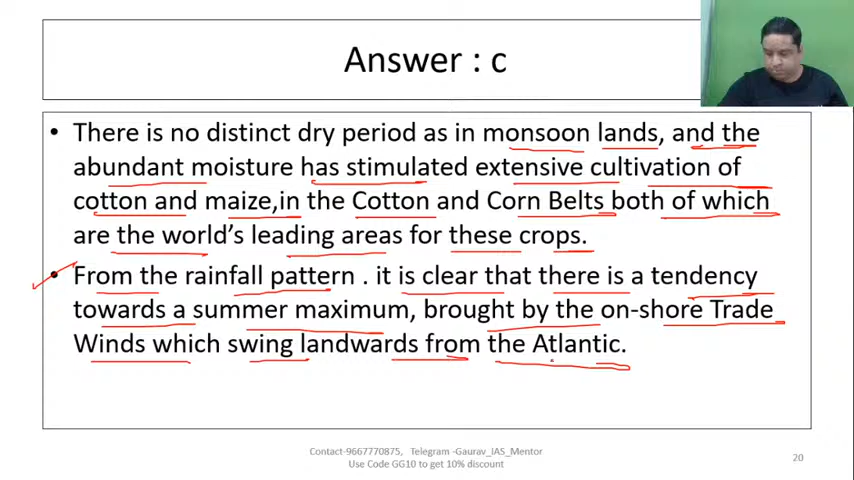 Answer : c
• There is no distinct dry period as in monsoon lands, and the
abundant moisture has stimulated extensive cultivation of
cotton and maize,in the Cotton and Corn Belts both of which
are the world's leading areas for these crops.
• From the rainfall pattern . it is clear that there is a tendency
towards a summer maximum, brought by the on-shore Trade
Winds which swing landwards from the Atlantic.
Contact-9667770875, Telegram -Gaurav_IAS_Mentor
Use Code GG10 to get 10% discount
20